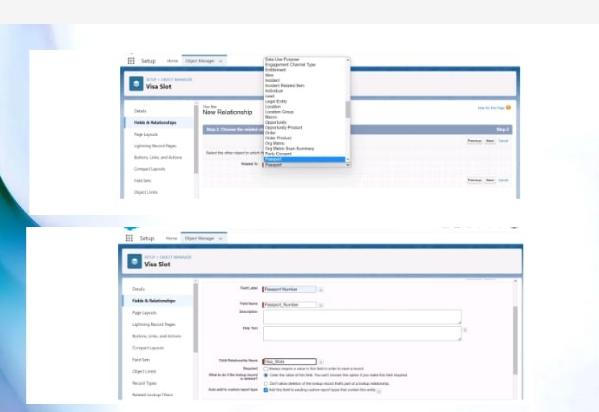 Setup Home Object Manager
SETUP > OBJECT MANAGER
Visa Slot
Details
Fields & Relationships
Page Layouts
Lightning Record Pages
Buttons, Links, and Actions
Compact Layouts
Field Sets
Object Limits
Visa Slot
New Relationship
Help for this Page
Step 2. Choose the related
Step 2
Select the other object to which
Related To
Previous Next Cancel
Data Use Purpose
Engagement Channel Type
Entitlement
Idea
Incident
Incident Related Item
Individual
Lead
Legal Entity
Location
Location Group
Macro
Opportunity
Opportunity Product
Order
Order Product
Org Metric
Org Metric Scan Summary
Party Consent
Passport
Passport
Previous Next Cancel
Setup Home Object Manager
SETUP > OBJECT MANAGER
Visa Slot
Details
Fields & Relationships
Page Layouts
Lightning Record Pages
Buttons, Links, and Actions
Compact Layouts
Field Sets
Object Limits
Record Types
Related Lookup Filters
Field Label Passport Number
Field Name Passport_Number
Description
Help Text
Child Relationship Name Visa_Slots
Required Always require a value in this field in order to save a record
What to do if the lookup record is deleted? Clear the value of this field. You can't choose this option if you make this field required.
Don't allow deletion of the lookup record that's part of a lookup relationship.
Auto add to custom report type Add this field to existing custom report types that contain this entity